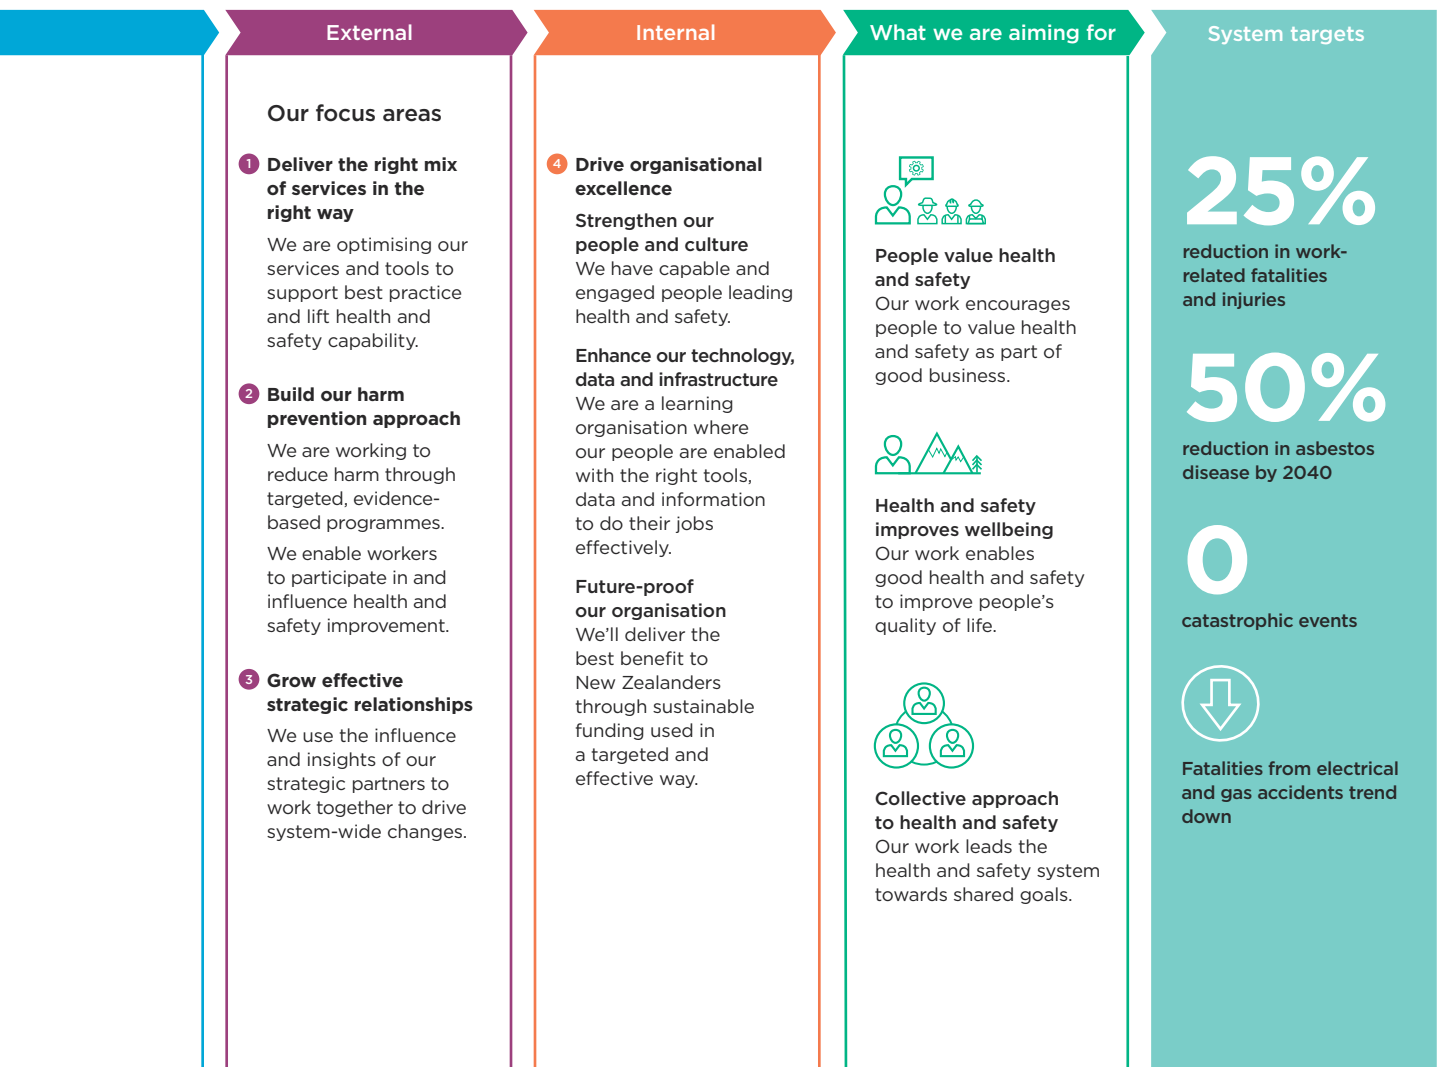 External
Our focus areas
1 Deliver the right mix
of services in the
right way
We are optimising our
services and tools to
support best practice
and lift health and
safety capability.
2 Build our harm
prevention approach
We are working to
reduce harm through
targeted, evidence-
based programmes.
We enable workers
to participate in and
influence health and
safety improvement.
3 Grow effective
strategic relationships
We use the influence
and insights of our
strategic partners to
work together to drive
system-wide changes.
Internal
4 Drive organisational
excellence
Strengthen our
people and culture
We have capable and
engaged people leading
health and safety.
Enhance our technology,
data and infrastructure
We are a learning
organisation where
our people are enabled
with the right tools,
data and information
to do their jobs
effectively.
Future-proof
our organisation
We'll deliver the
best benefit to
New Zealanders
through sustainable
funding used in
a targeted and
effective way.
What we are aiming for
People value health
and safety
Our work encourages
people to value health
and safety as part of
good business.
Health and safety
improves wellbeing
Our work enables
good health and safety
to improve people's
quality of life.
Collective approach
to health and safety
Our work leads the
health and safety system
towards shared goals.
System targets
25%
reduction in work-
related fatalities
and injuries
50%
reduction in asbestos
disease by 2040
0
catastrophic events
Fatalities from electrical
and gas accidents trend
down